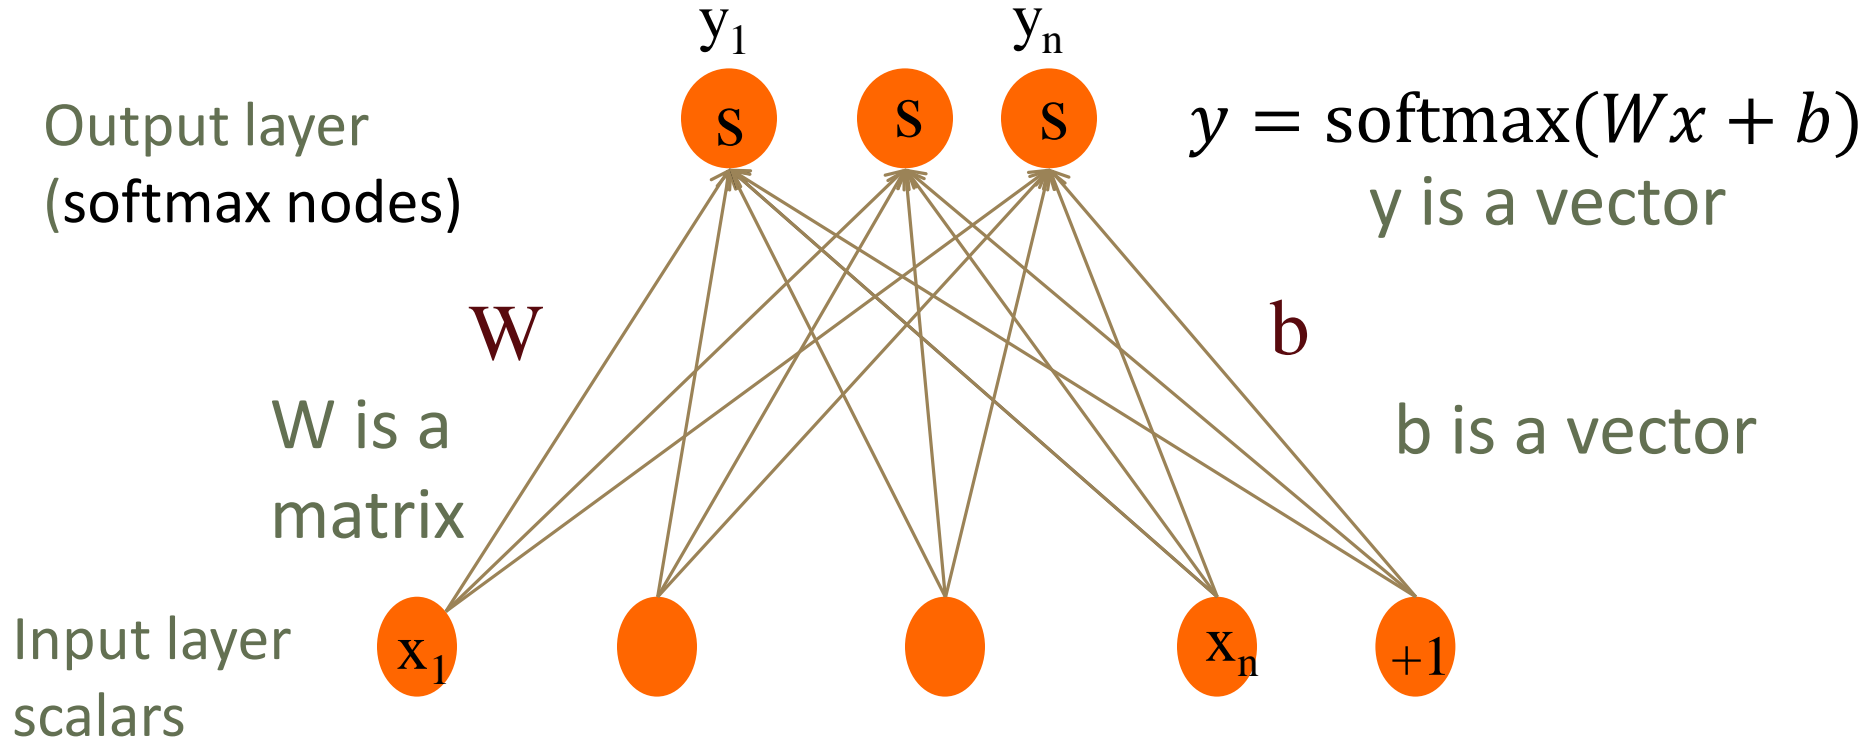 y₁ yₙ
Output layer
(softmax nodes)
s s s
y = softmax(Wx + b)
y is a vector
W
b
W is a
matrix
b is a vector
Input layer
scalars
x₁ xₙ +1